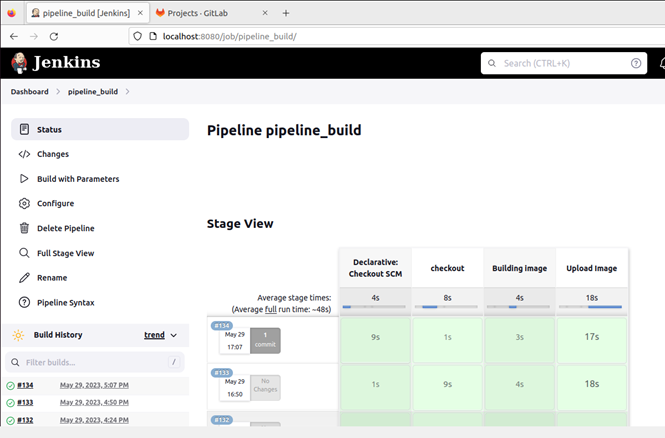 pipeline_build [Jenkins]
Projects · GitLab
localhost:8080/job/pipeline_build/
Jenkins
Search (CTRL+K)
Dashboard
pipeline_build
Status
Changes
Build with Parameters
Configure
Delete Pipeline
Full Stage View
Rename
Pipeline Syntax
Build History
trend
Filter builds...
/
#134
May 29, 2023, 5:07 PM
#133
May 29, 2023, 4:50 PM
#132
May 29, 2023, 4:24 PM
Pipeline pipeline_build
Stage View
Declarative:
Checkout SCM
checkout
Building image
Upload Image
Average stage times:
(Average full run time: ~48s)
4s
8s
4s
18s
#134
May 29
17:07
1
commit
9s
1s
3s
17s
#133
May 29
16:50
No
Changes
1s
9s
4s
18s
#132